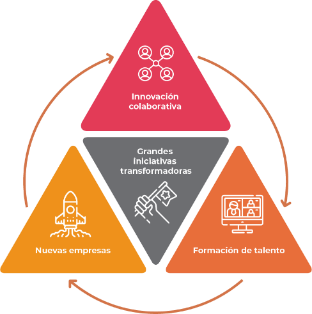 Innovación
colaborativa
Grandes
iniciativas
transformadoras
Nuevas empresas
Formación de talento